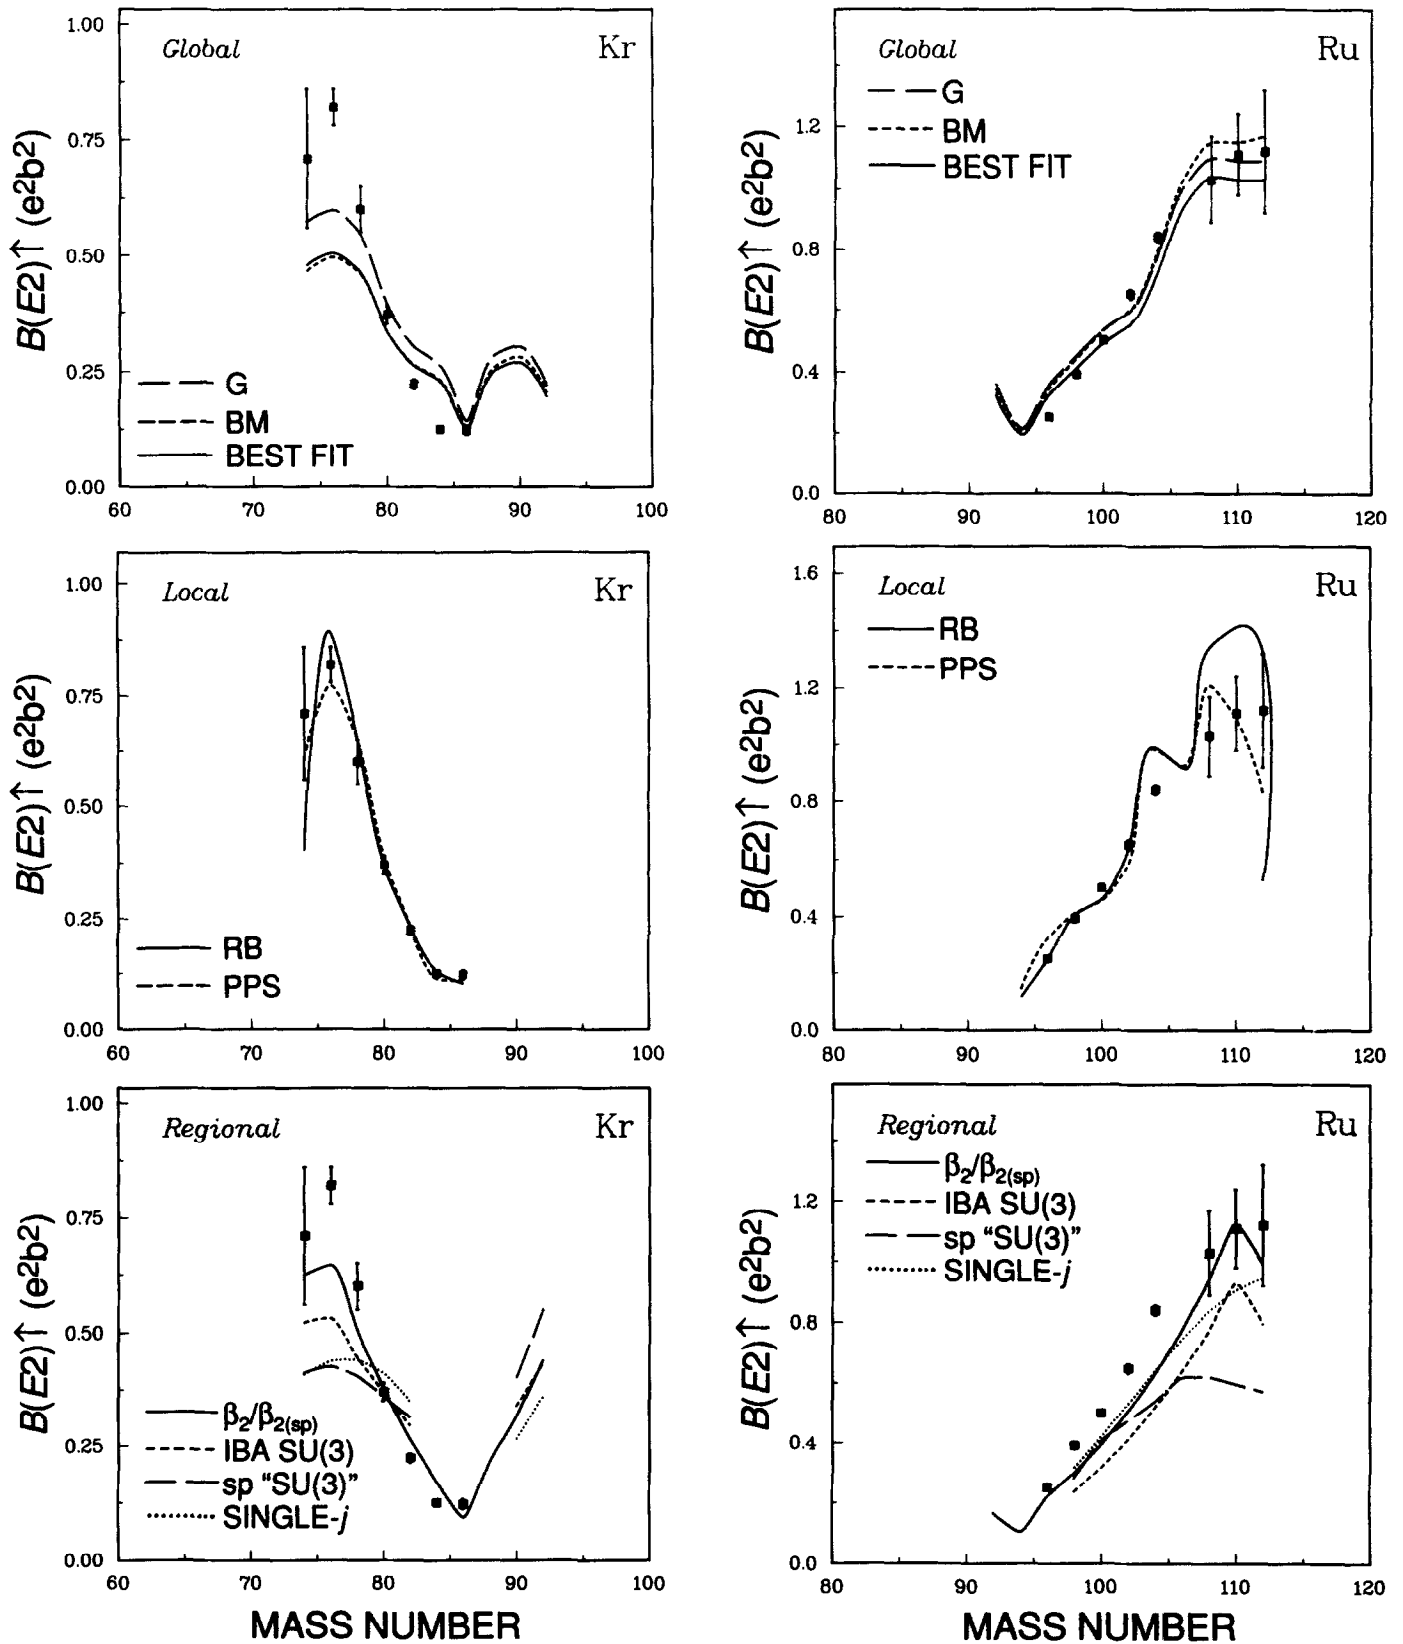 Global
Kr
B(E2)↑ (e²b²)
1.00
0.75
0.50
0.25
0.00
G
BM
BEST FIT
60
70
80
90
100
Global
Ru
B(E2)↑ (e²b²)
G
BM
BEST FIT
1.2
0.8
0.4
0.0
80
90
100
110
120
Local
Kr
B(E2)↑ (e²b²)
1.00
0.75
0.50
0.25
0.00
RB
PPS
60
70
80
90
100
Local
Ru
B(E2)↑ (e²b²)
RB
PPS
1.6
1.2
0.8
0.4
0.0
80
90
100
110
120
Regional
Kr
B(E2)↑ (e²b²)
1.00
0.75
0.50
0.25
0.00
β₂/β₂₍sp₎
IBA SU(3)
sp “SU(3)”
SINGLE-j
60
70
80
90
100
MASS NUMBER
Regional
Ru
B(E2)↑ (e²b²)
β₂/β₂₍sp₎
IBA SU(3)
sp “SU(3)”
SINGLE-j
1.2
0.8
0.4
0.0
80
90
100
110
120
MASS NUMBER